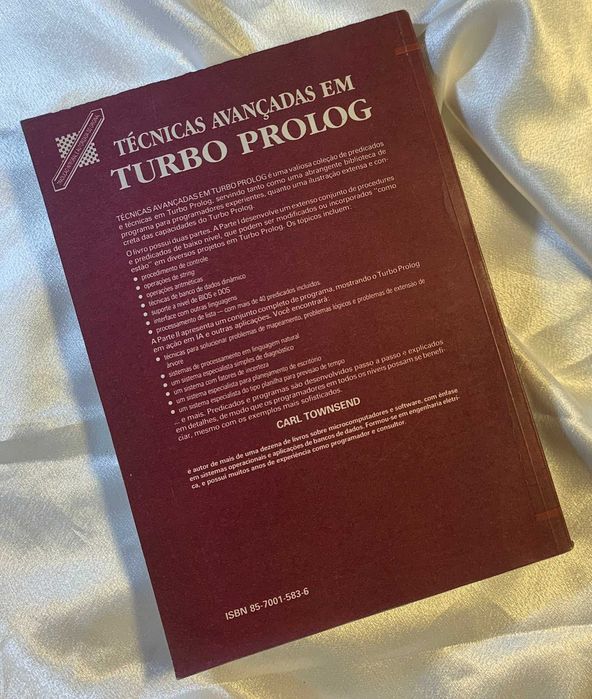 TÉCNICAS AVANÇADAS EM
TURBO PROLOG
TÉCNICAS AVANÇADAS EM TURBO PROLOG é uma valiosa coleção de predicados
e técnicas em Turbo Prolog, servindo tanto como uma abrangente biblioteca de
programa para programadores experientes, quanto uma ilustração extensa e con-
creta das capacidades do Turbo Prolog.
O livro possui duas partes. A Parte I desenvolve um extenso conjunto de procedures
e predicados de baixo nível, que podem ser modificados ou incorporados "como
estão" em diversos projetos em Turbo Prolog. Os tópicos incluem:
• procedimento de controle
• operações de string
• operações aritméticas
• técnicas de banco de dados dinâmico
• suporte a nível de BIOS e DOS
• interface com outras linguagens
• processamento de lista — com mais de 40 predicados incluidos.
A Parte II apresenta um conjunto completo de programa, mostrando o Turbo Prolog
em ação em IA e outras aplicações. Você encontrará:
• técnicas para solucionar problemas de mapeamento, problemas lógicos e problemas de extensão de
árvore
• sistemas de processamento em linguagem natural
• um sistema especialista simples de diagnóstico
• um sistema com fatores de incerteza
• um sistema especialista para planejamento de escritório
• um sistema especialista do tipo planilha para previsão de tempo
... e mais. Predicados e programas são desenvolvidos passo a passo e explicados
em detalhes, de modo que os programadores em todos os níveis possam se benefi-
ciar, mesmo com os exemplos mais sofisticados.
CARL TOWNSEND
é autor de mais de uma dezena de livros sobre microcomputadores e software, com ênfase
em sistemas operacionais e aplicações de bancos de dados. Formou-se em engenharia elétri-
ca, e possui muitos anos de experiência como programador e consultor.
ISBN 85-7001-583-6